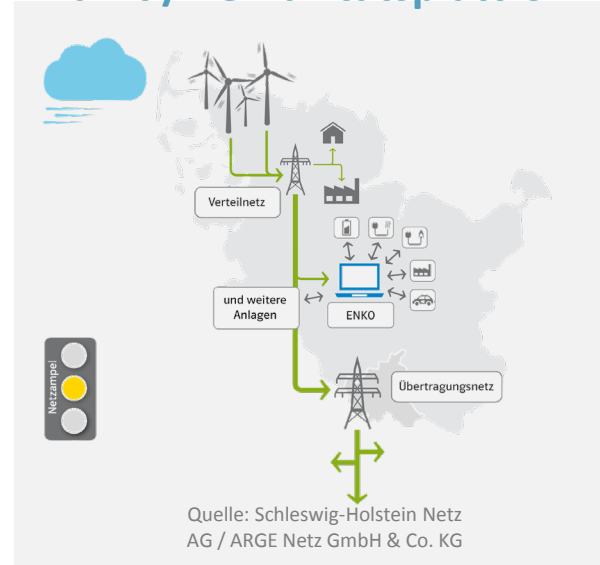 Verteilnetz
und weitere
Anlagen
ENKO
Netzampel
Übertragungsnetz
Quelle: Schleswig-Holstein Netz
AG / ARGE Netz GmbH & Co. KG